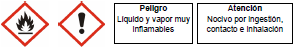 Peligro
Líquido y vapor muy
inflamables
Atención
Nocivo por ingestión,
contacto e inhalación